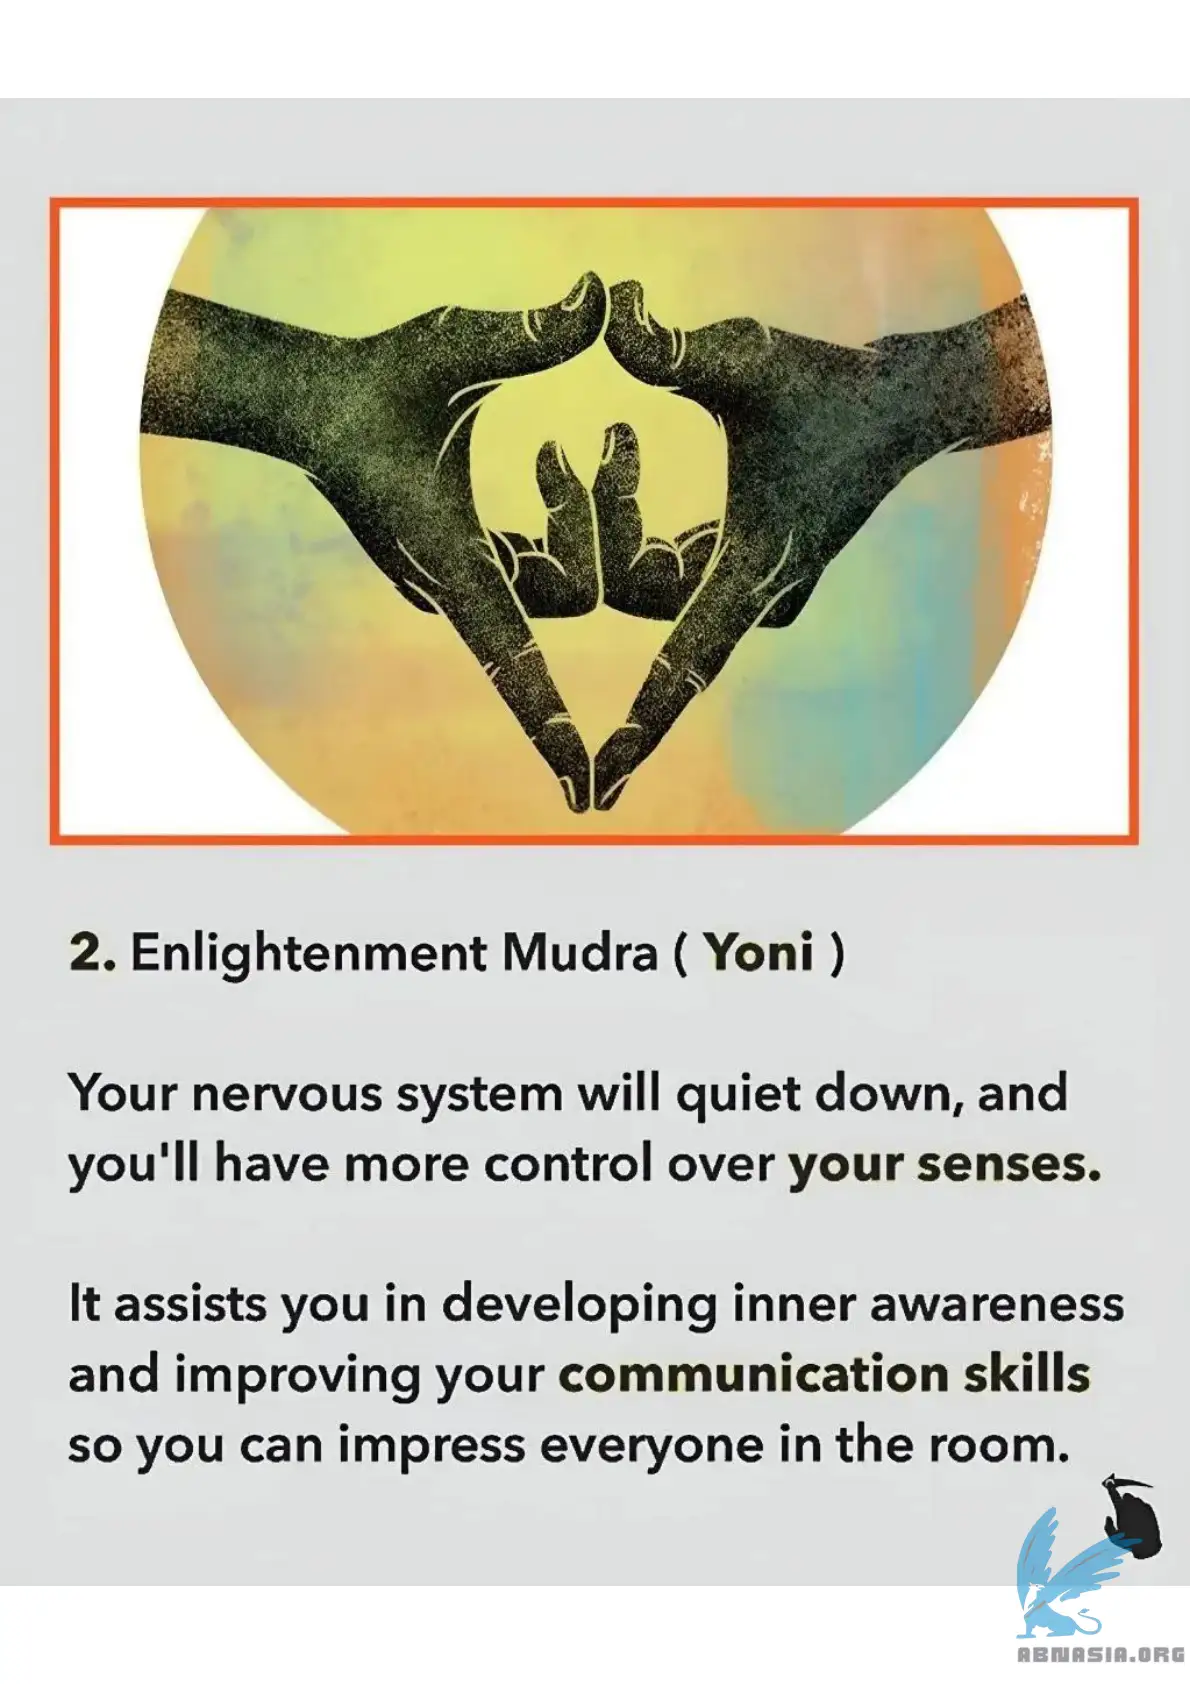 2. Enlightenment Mudra ( Yoni )
Your nervous system will quiet down, and
you'll have more control over your senses.
It assists you in developing inner awareness
and improving your communication skills
so you can impress everyone in the room.
ABNASIA.ORG